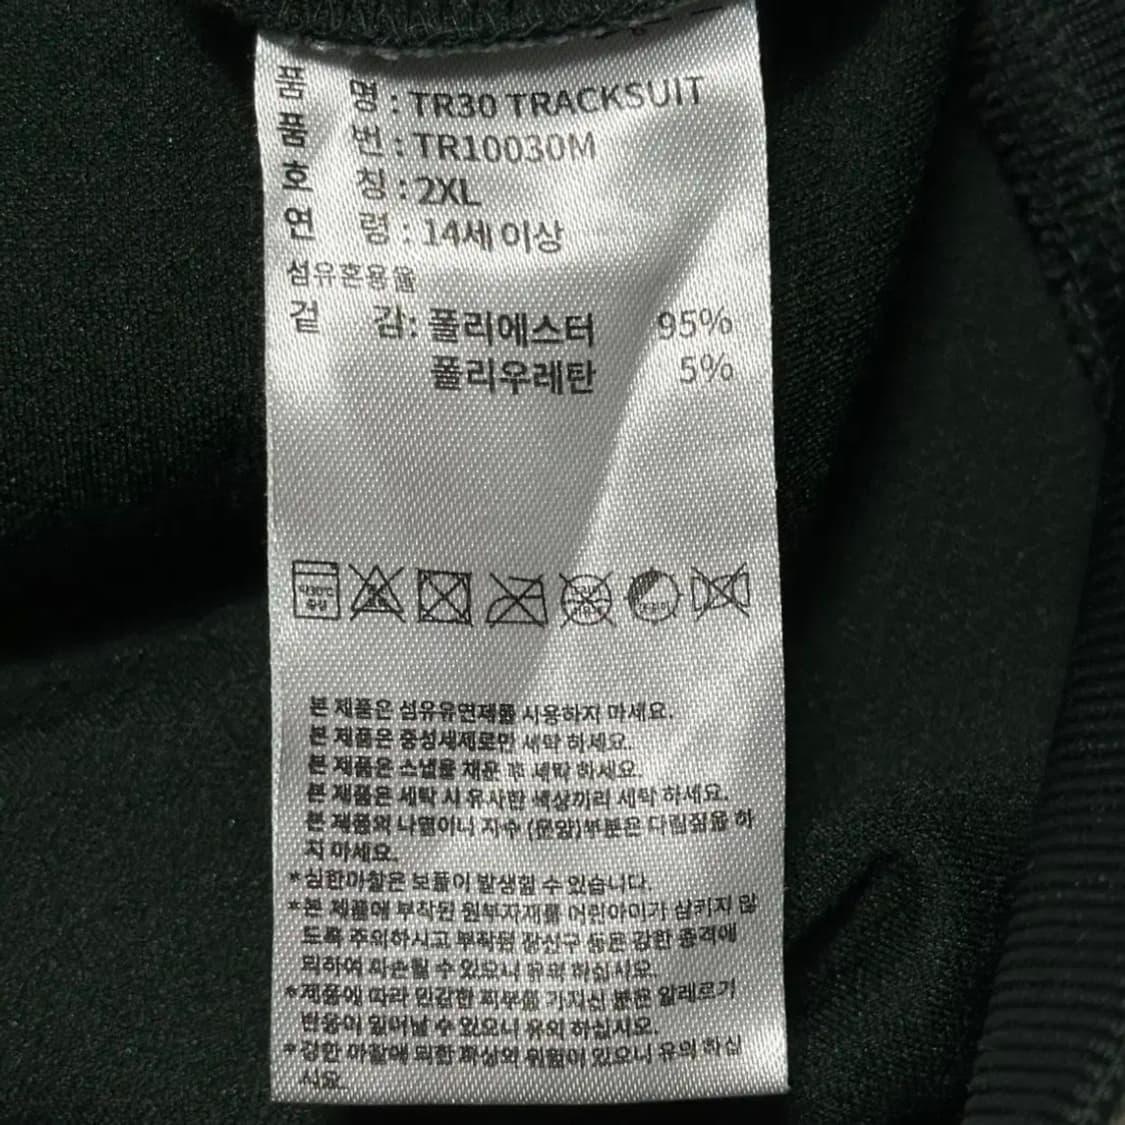 품 명 : TR30 TRACKSUIT
품 번 : TR10030M
호 칭 : 2XL
연 령 : 14세 이상
섬유혼용율
겉 감: 폴리에스터 95%
폴리우레탄 5%
본 제품은 섬유유연제를 사용하지 마세요.
본 제품은 중성세제로만 세탁 하세요.
본 제품은 스냅을 채운 후 세탁 하세요.
본 제품은 세탁 시 유사한 색상끼리 세탁 하세요.
본 제품의 나염이나 자수 (문양)부분은 다림질을 하
지 마세요.
*심한마찰은 보풀이 발생할 수 있습니다.
*본 제품에 부착된 원부자재를 어린아이가 삼키지 않
도록 주의하시고 부착된 장신구 등은 강한 충격에
의하여 파손될 수 있으니 유의 하십시오.
*제품에 따라 민감한 피부를 가지신 분은 알레르기
반응이 일어날 수 있으니 유의 하십시오.
*강한 마찰에 의한 화상의 위험이 있으니 유의 하십
시오.